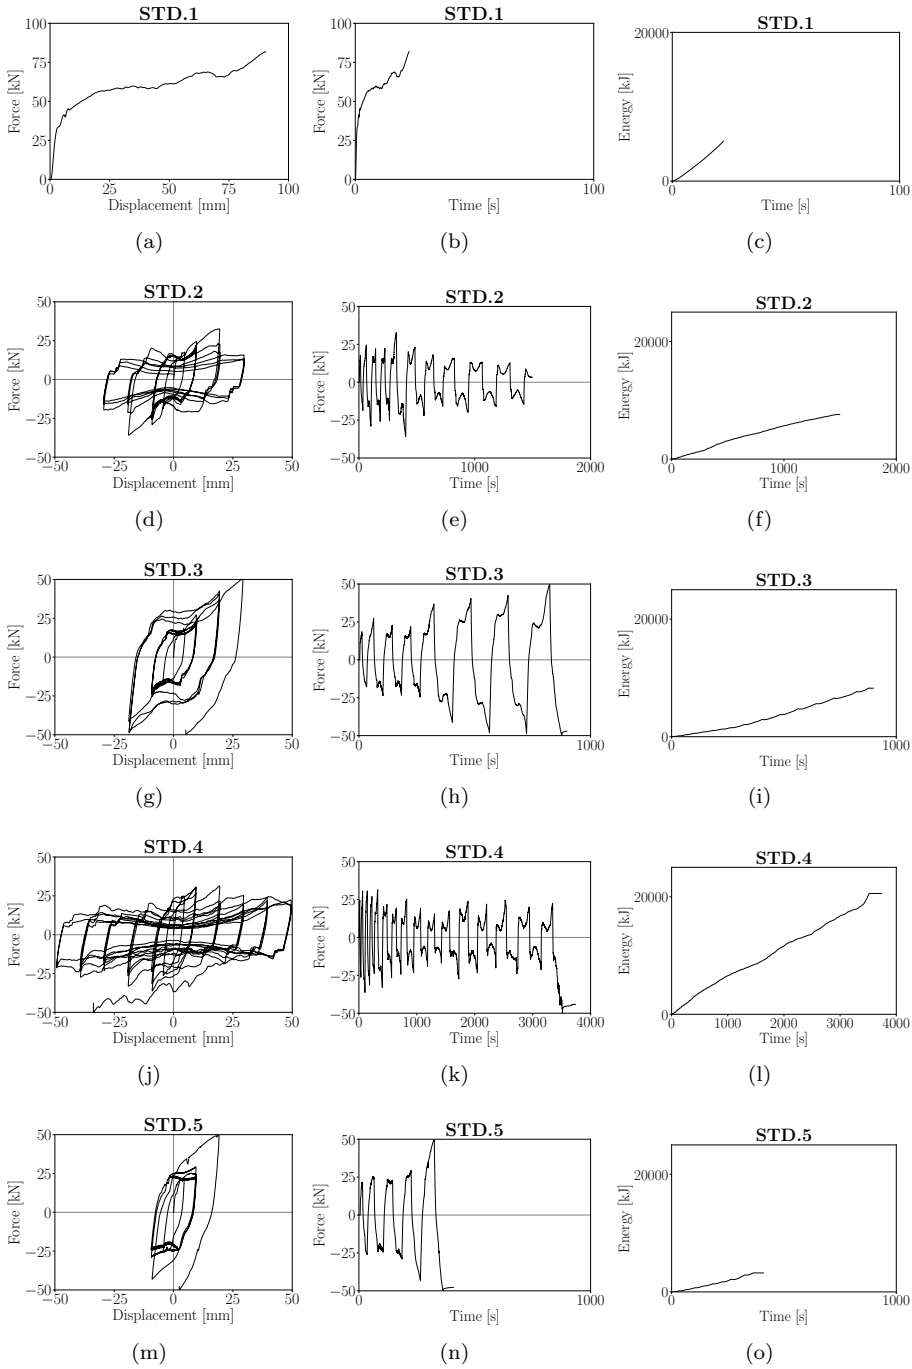 STD.1
100
75
50
25
0
Force [kN]
0
25
50
75
100
Displacement [mm]
(a)
STD.1
100
75
50
25
0
Force [kN]
0
100
Time [s]
(b)
STD.1
20000
0
Energy [kJ]
0
100
Time [s]
(c)
STD.2
50
25
0
−25
−50
Force [kN]
−50
−25
0
25
50
Displacement [mm]
(d)
STD.2
50
25
0
−25
−50
Force [kN]
0
1000
2000
Time [s]
(e)
STD.2
20000
0
Energy [kJ]
0
1000
2000
Time [s]
(f)
STD.3
50
25
0
−25
−50
Force [kN]
−50
−25
0
25
50
Displacement [mm]
(g)
STD.3
50
25
0
−25
−50
Force [kN]
0
1000
Time [s]
(h)
STD.3
20000
0
Energy [kJ]
0
1000
Time [s]
(i)
STD.4
50
25
0
−25
−50
Force [kN]
−50
−25
0
25
50
Displacement [mm]
(j)
STD.4
50
25
0
−25
−50
Force [kN]
0
1000
2000
3000
4000
Time [s]
(k)
STD.4
20000
0
Energy [kJ]
0
1000
2000
3000
4000
Time [s]
(l)
STD.5
50
25
0
−25
−50
Force [kN]
−50
−25
0
25
50
Displacement [mm]
(m)
STD.5
50
25
0
−25
−50
Force [kN]
0
1000
Time [s]
(n)
STD.5
20000
0
Energy [kJ]
0
1000
Time [s]
(o)